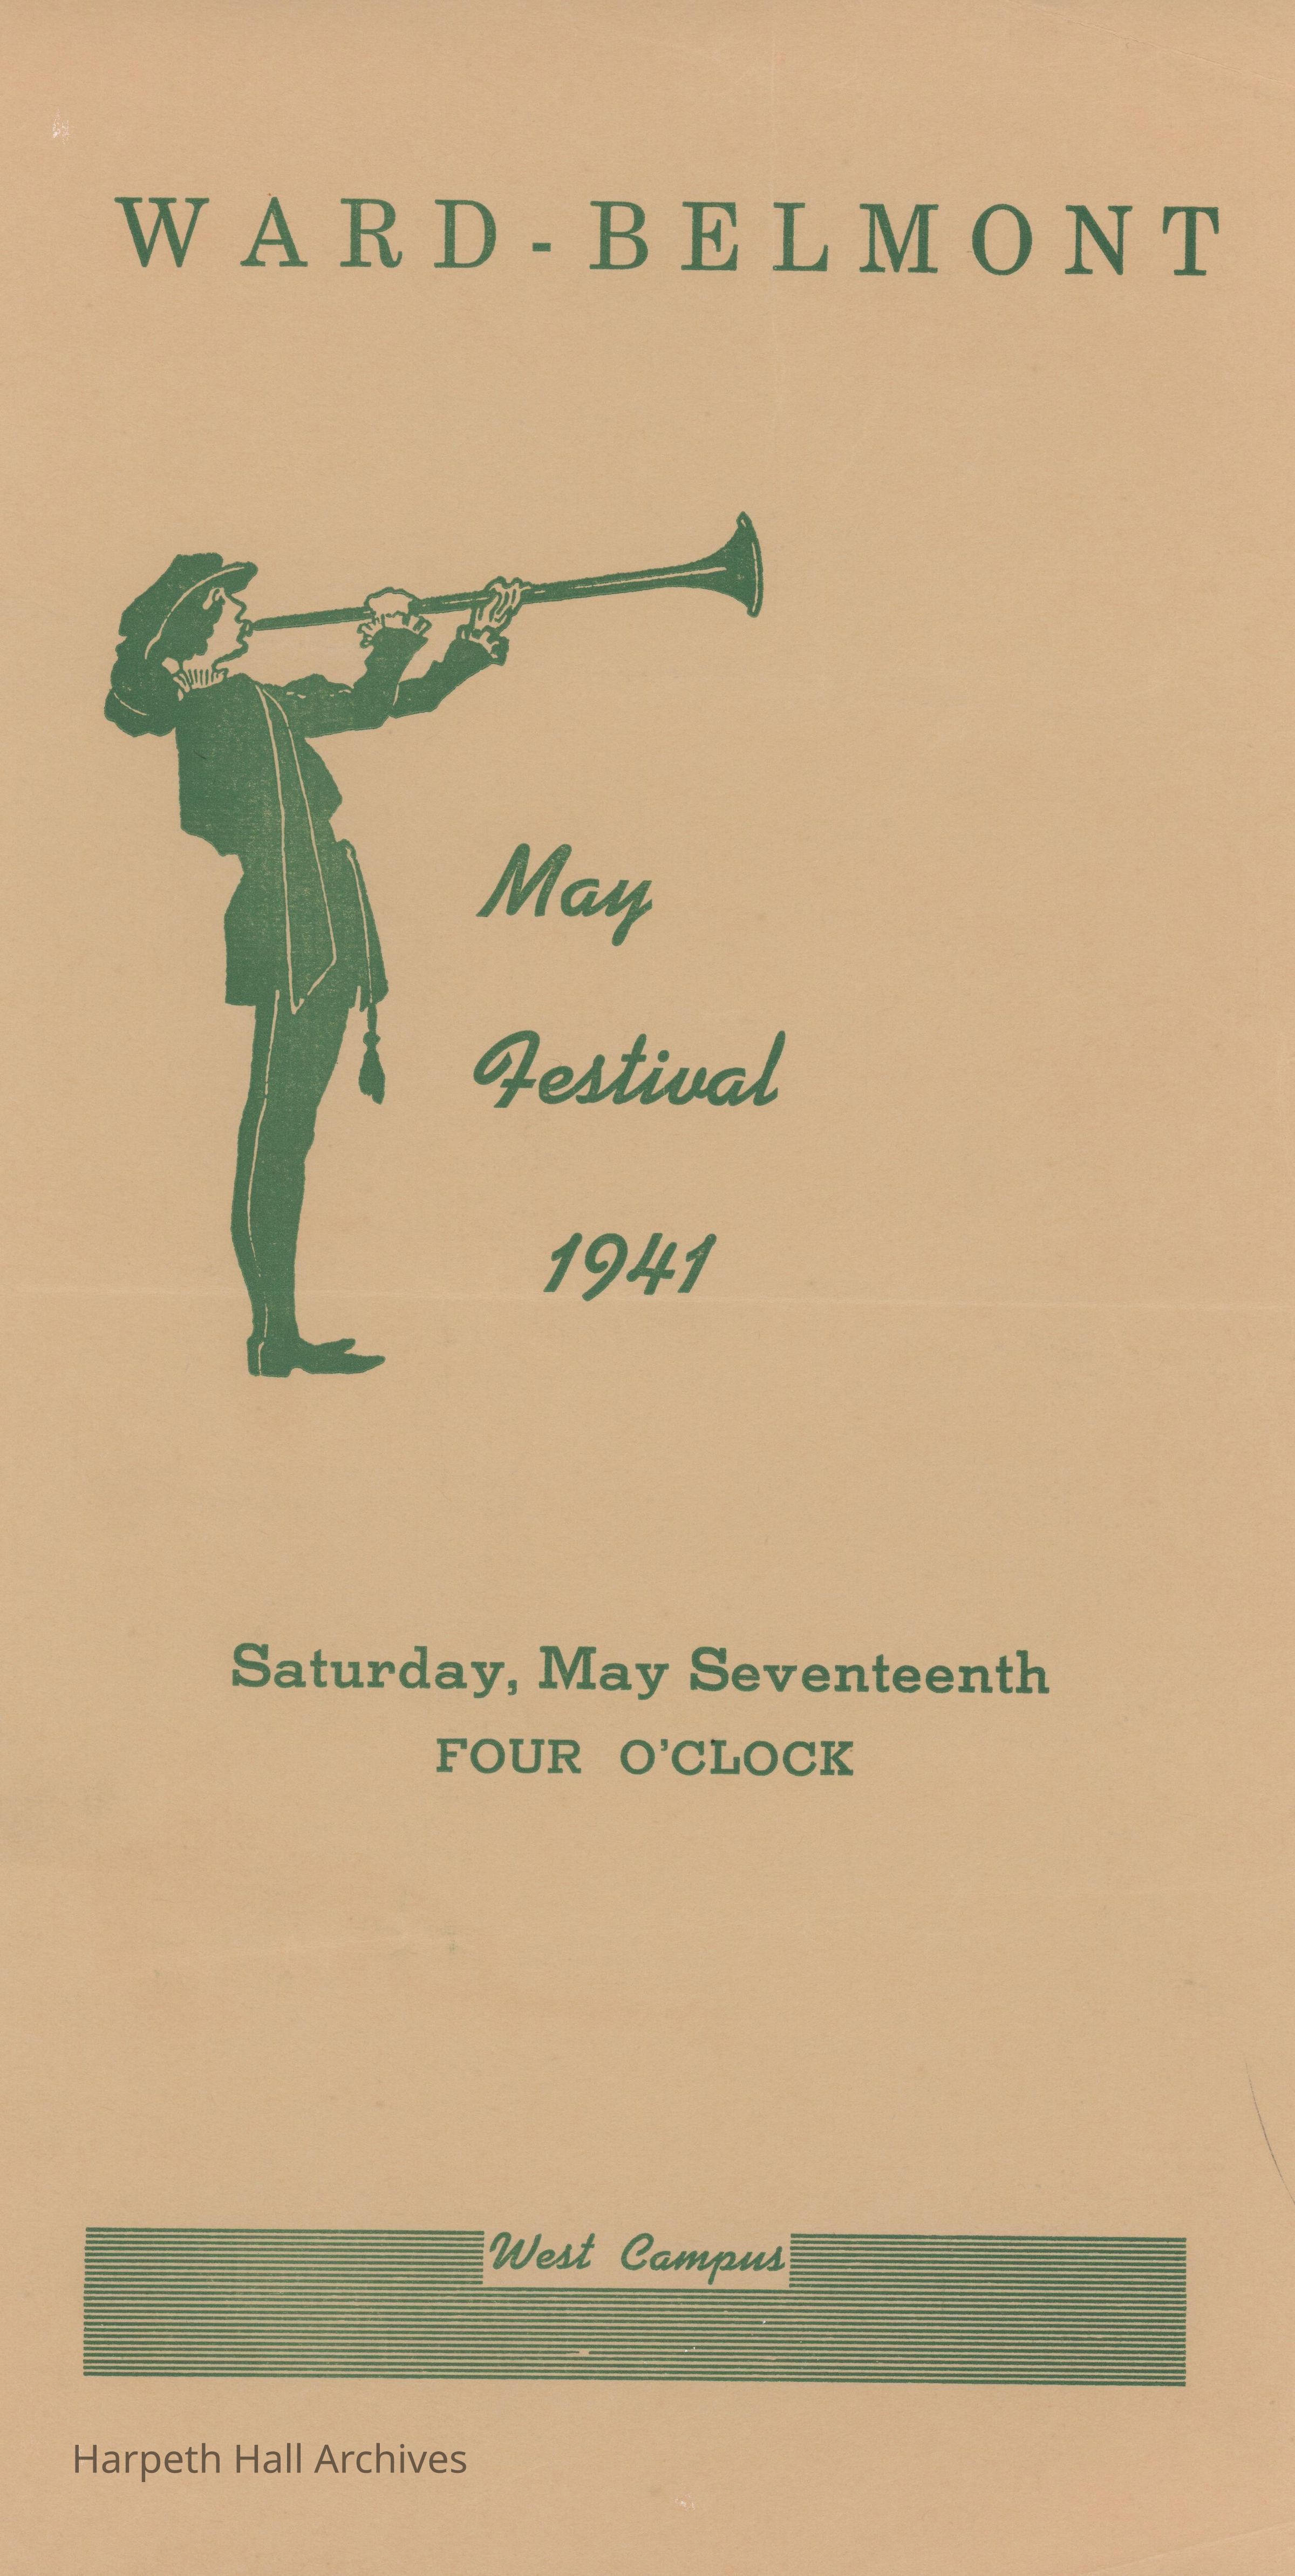 WARD-BELMONT
May
Festival
1941
Saturday, May Seventeenth
FOUR O'CLOCK
West Campus
Harpeth Hall Archives